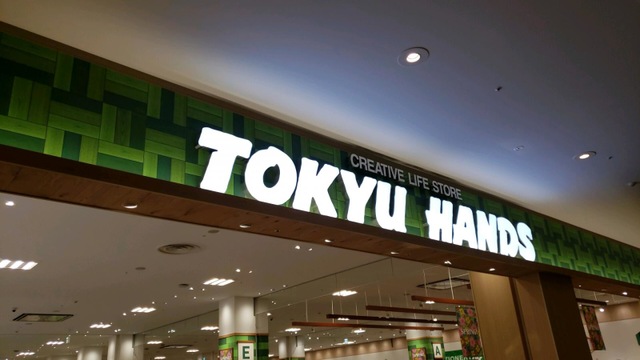 CREATIVE LIFE STORE
TOKYU HANDS
E
A